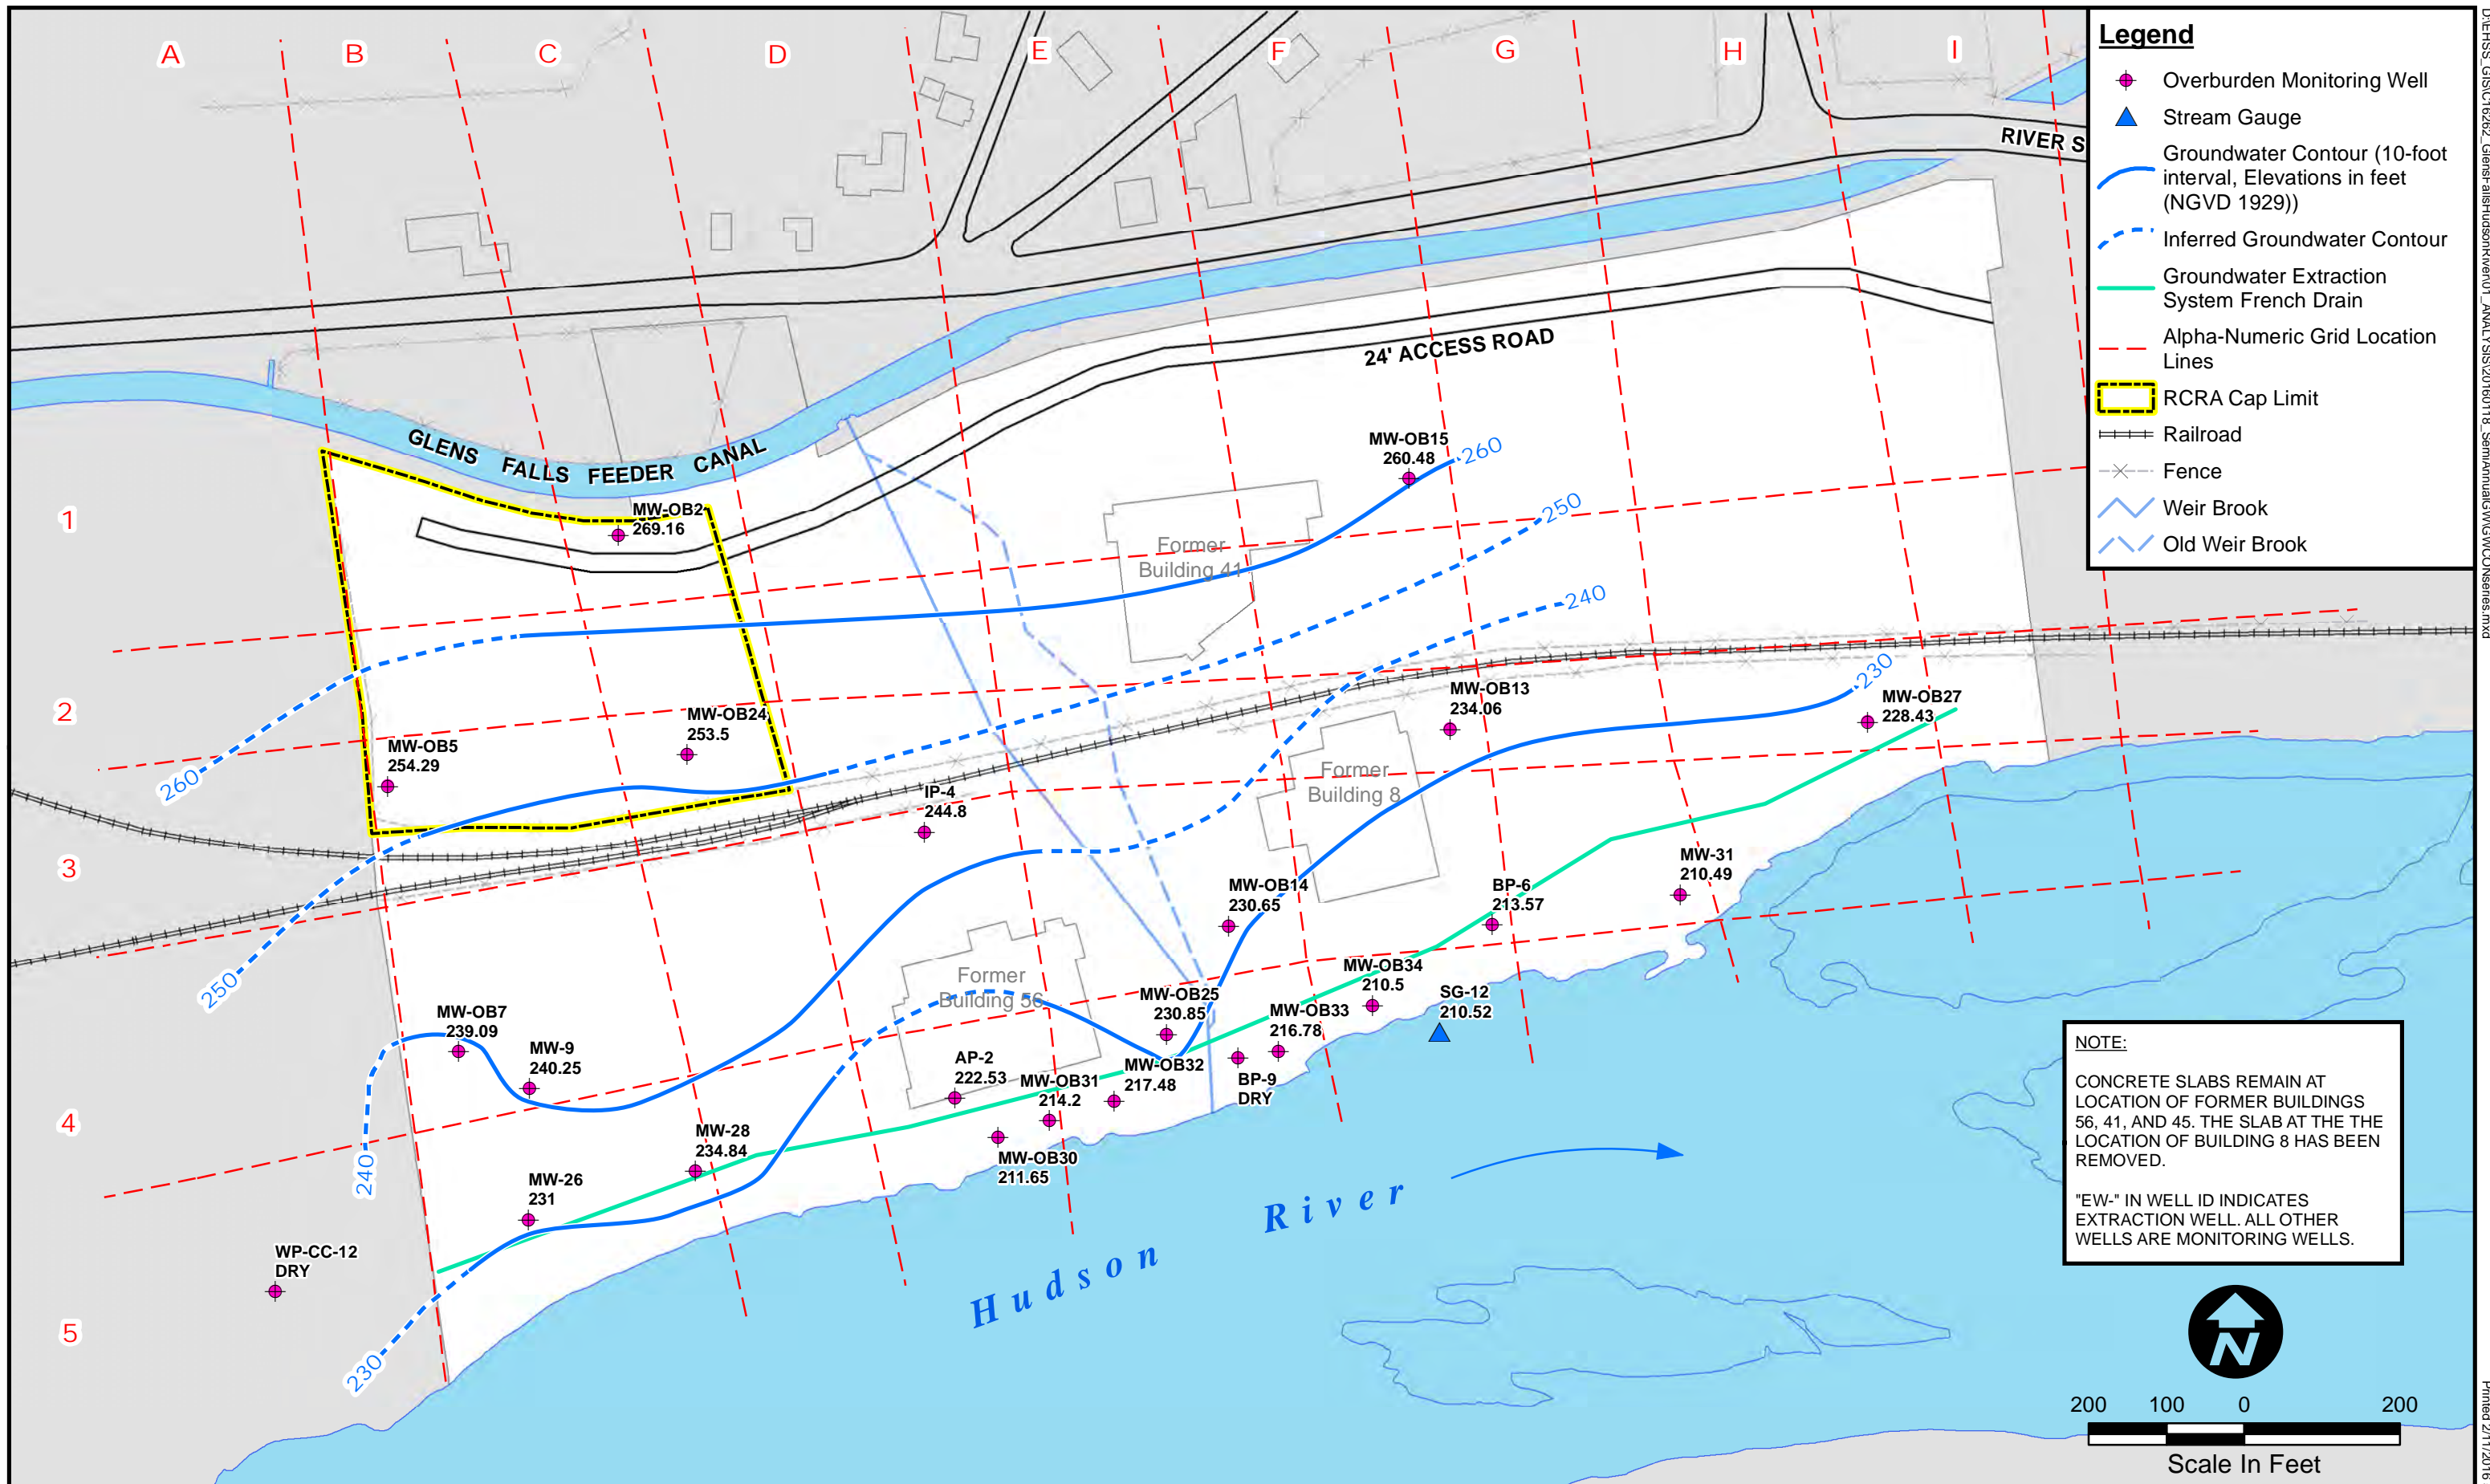 A
B
C
D
E
F
G
H
I
1
2
3
4
5
Legend
Overburden Monitoring Well
Stream Gauge
Groundwater Contour (10-foot
interval, Elevations in feet
(NGVD 1929))
Inferred Groundwater Contour
Groundwater Extraction
System French Drain
Alpha-Numeric Grid Location
Lines
RCRA Cap Limit
Railroad
Fence
Weir Brook
Old Weir Brook
RIVER S
24' ACCESS ROAD
GLENS FALLS FEEDER CANAL
MW-OB15
260.48
260
MW-OB2
269.16
250
Former
Building 41
240
MW-OB13
234.06
230
MW-OB27
228.43
MW-OB24
253.5
MW-OB5
254.29
260
IP-4
244.8
Former
Building 8
MW-31
210.49
MW-OB14
230.65
BP-6
213.57
250
Former
Building 56
MW-OB34
210.5
SG-12
210.52
MW-OB25
230.85
MW-OB33
216.78
MW-OB7
239.09
MW-9
240.25
AP-2
222.53
MW-OB31
214.2
MW-OB32
217.48
BP-9
DRY
MW-28
234.84
MW-OB30
211.65
240
MW-26
231
WP-CC-12
DRY
230
Hudson River
NOTE:
CONCRETE SLABS REMAIN AT
LOCATION OF FORMER BUILDINGS
56, 41, AND 45. THE SLAB AT THE THE
LOCATION OF BUILDING 8 HAS BEEN
REMOVED.
"EW-" IN WELL ID INDICATES
EXTRACTION WELL. ALL OTHER
WELLS ARE MONITORING WELLS.
N
200 100 0 200
Scale In Feet